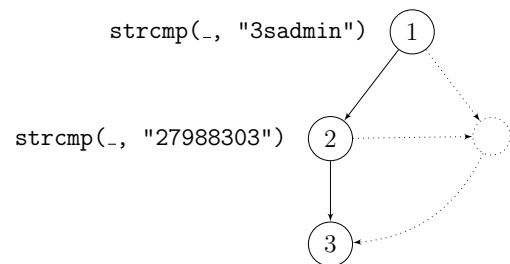 strcmp(_, "3sadmin") 1
strcmp(_, "27988303") 2
3